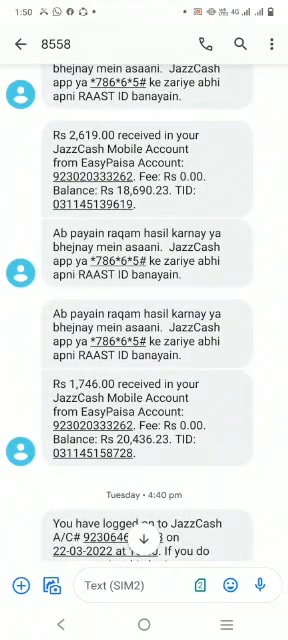 1:50
4G
8558
bhejnay mein asaani. JazzCash
app ya *786*6*5# ke zariye abhi
apni RAAST ID banayain.
Rs 2,619.00 received in your
JazzCash Mobile Account
from EasyPaisa Account:
923020333262. Fee: Rs 0.00.
Balance: Rs 18,690.23. TID:
031145139619.
Ab payain raqam hasil karnay ya
bhejnay mein asaani. JazzCash
app ya *786*6*5# ke zariye abhi
apni RAAST ID banayain.
Ab payain raqam hasil karnay ya
bhejnay mein asaani. JazzCash
app ya *786*6*5# ke zariye abhi
apni RAAST ID banayain.
Rs 1,746.00 received in your
JazzCash Mobile Account
from EasyPaisa Account:
923020333262. Fee: Rs 0.00.
Balance: Rs 20,436.23. TID:
031145158728.
Tuesday • 4:40 pm
You have logged on to JazzCash
A/C# on
22-03-2022 at If you do
Text (SIM2)
2